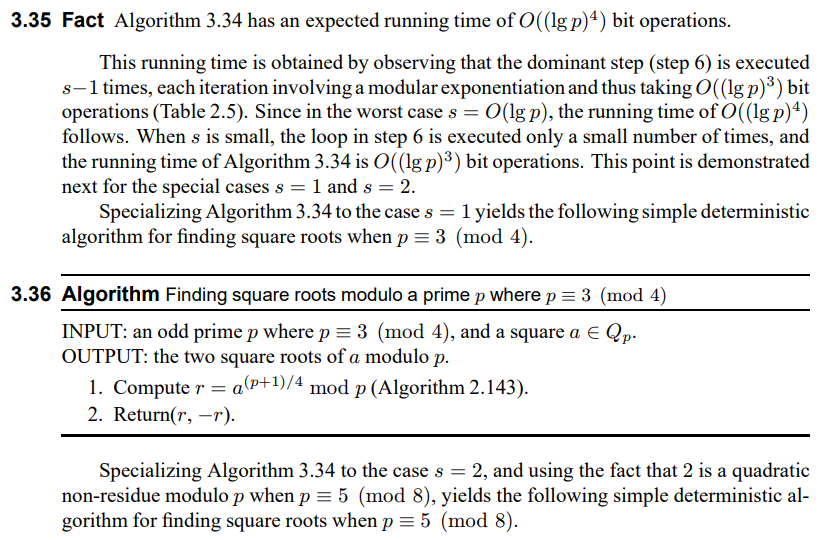 3.35 Fact Algorithm 3.34 has an expected running time of O((lg p)⁴) bit operations.
This running time is obtained by observing that the dominant step (step 6) is executed
s−1 times, each iteration involving a modular exponentiation and thus taking O((lg p)³) bit
operations (Table 2.5). Since in the worst case s = O(lg p), the running time of O((lg p)⁴)
follows. When s is small, the loop in step 6 is executed only a small number of times, and
the running time of Algorithm 3.34 is O((lg p)³) bit operations. This point is demonstrated
next for the special cases s = 1 and s = 2.
Specializing Algorithm 3.34 to the case s = 1 yields the following simple deterministic
algorithm for finding square roots when p ≡ 3 (mod 4).
3.36 Algorithm Finding square roots modulo a prime p where p ≡ 3 (mod 4)
INPUT: an odd prime p where p ≡ 3 (mod 4), and a square a ∈ Qₚ.
OUTPUT: the two square roots of a modulo p.
1. Compute r = a^(p+1)/4 mod p (Algorithm 2.143).
2. Return(r, −r).
Specializing Algorithm 3.34 to the case s = 2, and using the fact that 2 is a quadratic
non-residue modulo p when p ≡ 5 (mod 8), yields the following simple deterministic al-
gorithm for finding square roots when p ≡ 5 (mod 8).